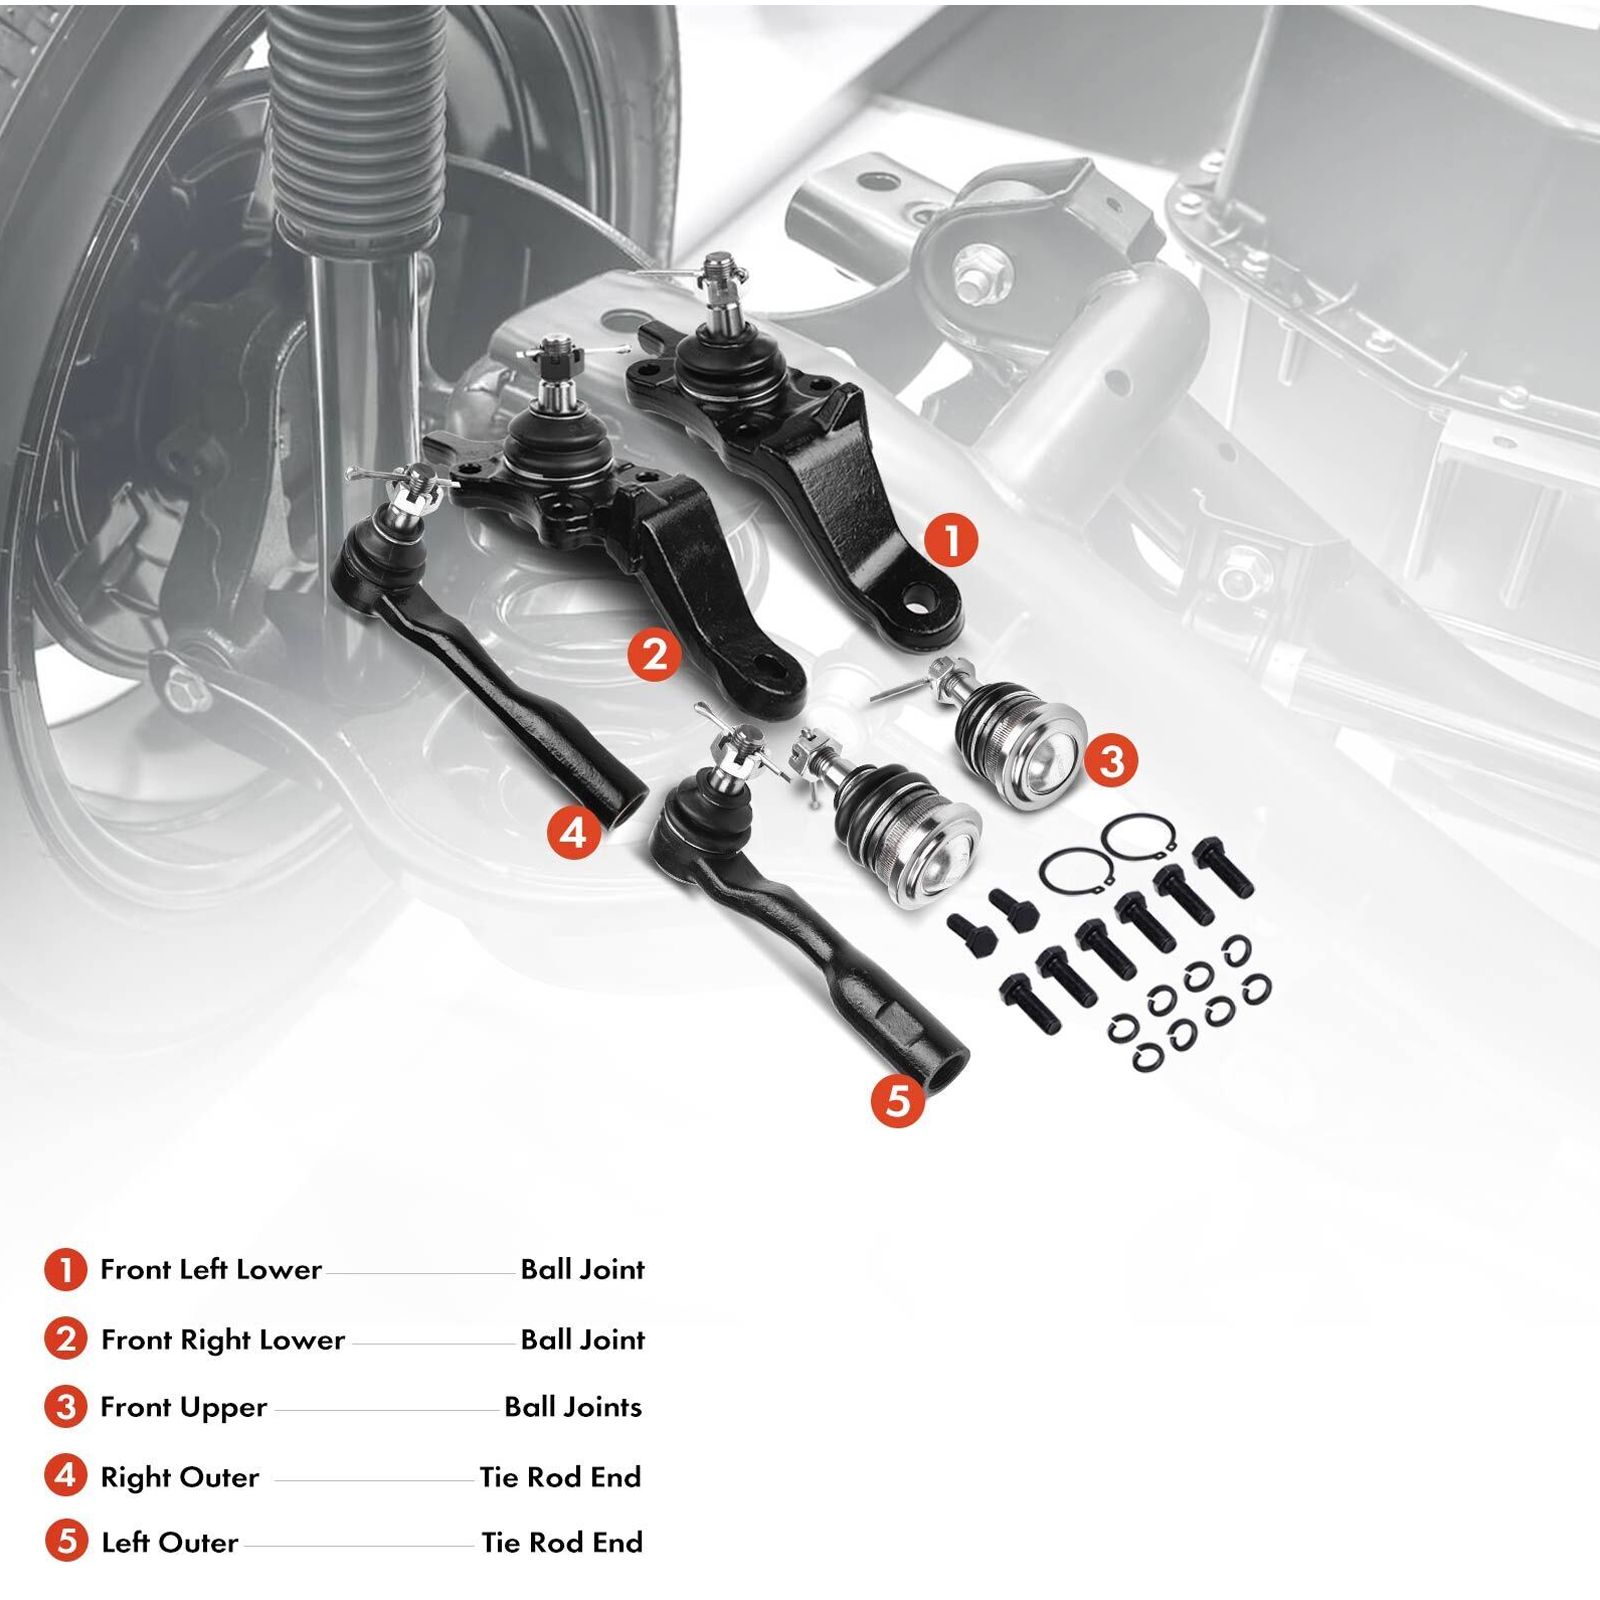 1
2
3
4
5
1 Front Left Lower Ball Joint
2 Front Right Lower Ball Joint
3 Front Upper Ball Joints
4 Right Outer Tie Rod End
5 Left Outer Tie Rod End